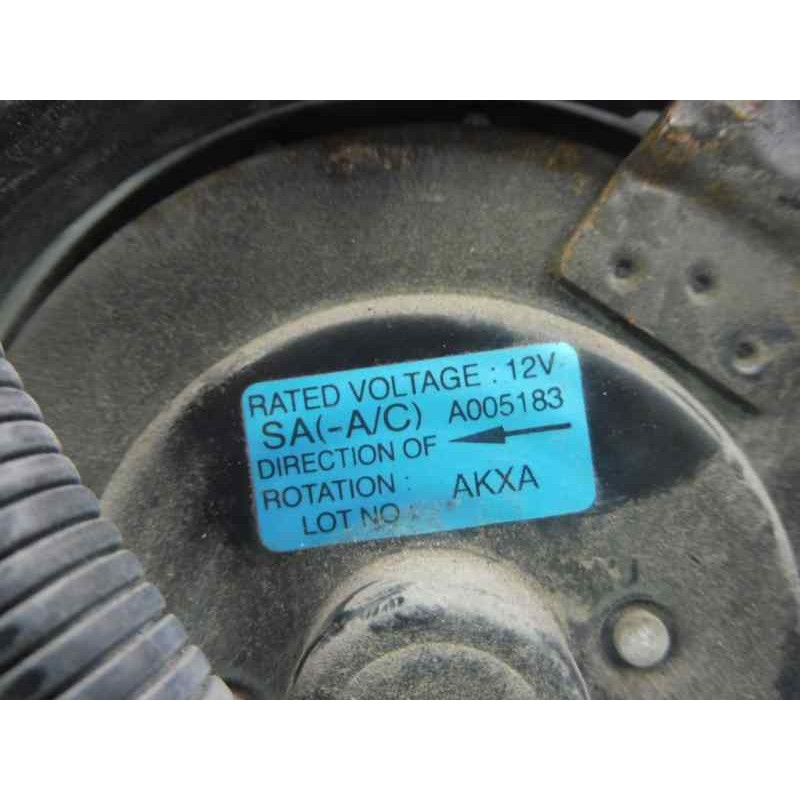 RATED VOLTAGE : 12V
SA(-A/C) A005183
DIRECTION OF
ROTATION : AKXA
LOT NO